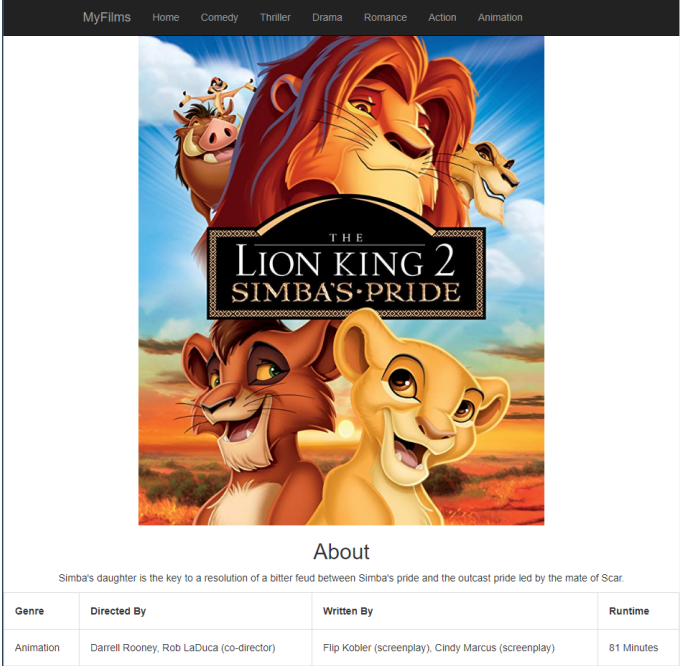 MyFilms Home Comedy Thriller Drama Romance Action Animation
THE
LION KING 2
SIMBA'S·PRIDE
About
Simba's daughter is the key to a resolution of a bitter feud between Simba's pride and the outcast pride led by the mate of Scar.
Genre Directed By Written By Runtime
Animation Darrell Rooney, Rob LaDuca (co-director) Flip Kobler (screenplay), Cindy Marcus (screenplay) 81 Minutes